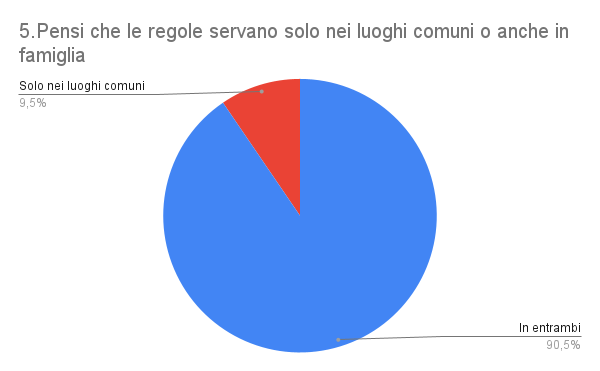 5.Pensi che le regole servano solo nei luoghi comuni o anche in
famiglia
Solo nei luoghi comuni
9,5%
In entrambi
90,5%